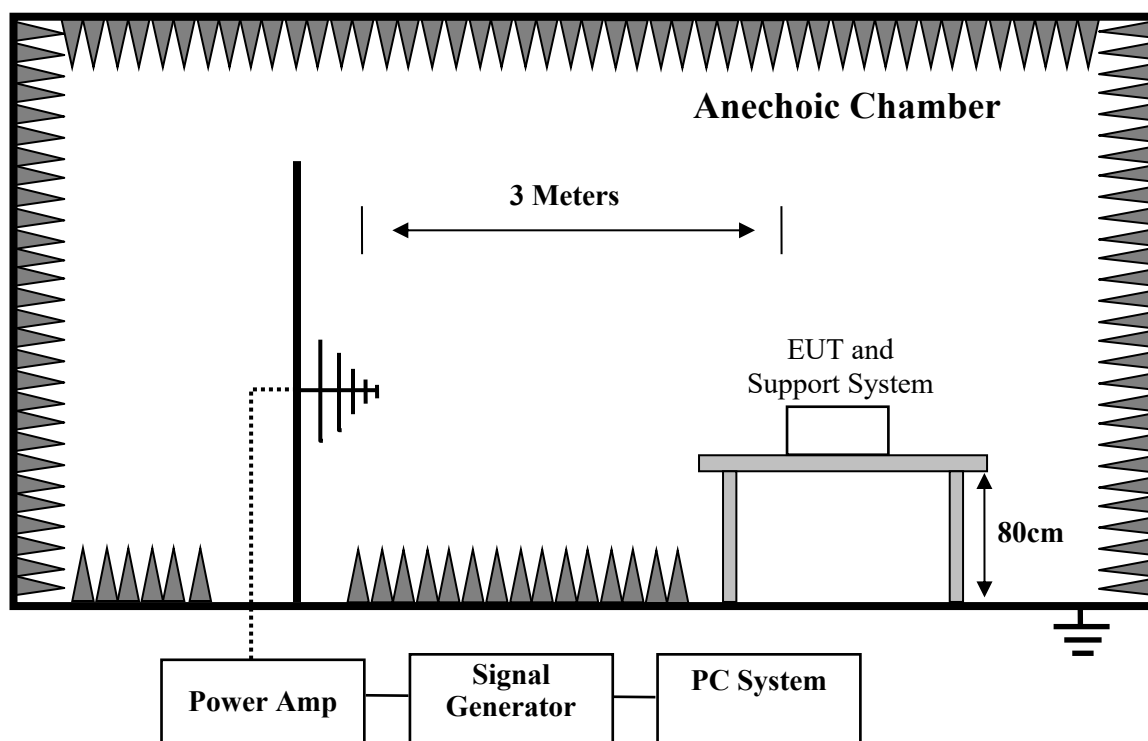 Anechoic Chamber
3 Meters
EUT and
Support System
80cm
Power Amp
Signal
Generator
PC System